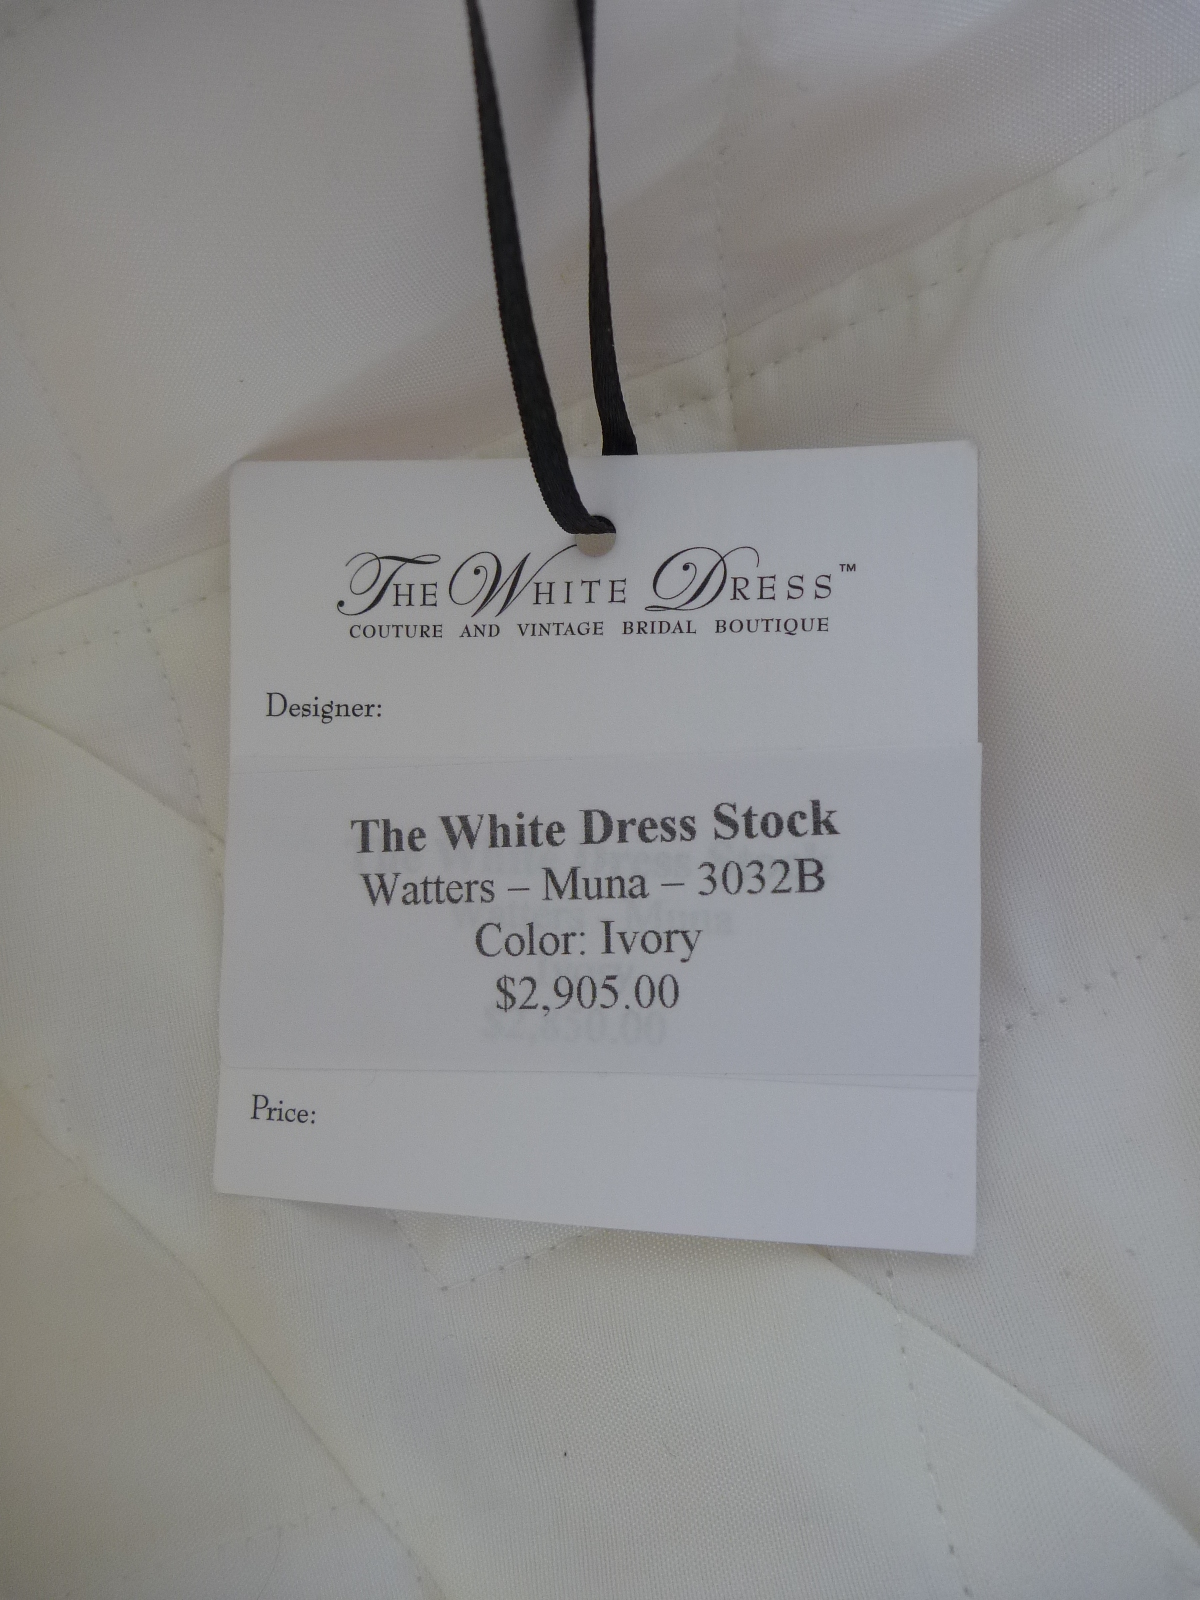 The White Dress™
COUTURE AND VINTAGE BRIDAL BOUTIQUE
Designer:
The White Dress Stock
Watters – Muna – 3032B
Color: Ivory
$2,905.00
Price: